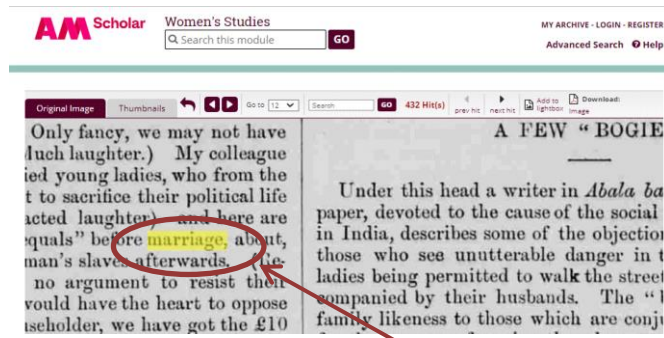 AM Scholar
Women's Studies
Search this module
GO
MY ARCHIVE - LOGIN - REGISTER
Advanced Search Help
Original Image
Thumbnails
Go to 12
Search
GO
432 Hit(s)
prev hit
next hit
Add to lightbox
Download: Image
Only fancy, we may not have
Much laughter.) My colleague
ied young ladies, who from the
t to sacrifice their political life
acted laughter) and here are
equals" before marriage, about,
man's slaves afterwards.
no argument to resist their
would have the heart to oppose
useholder, we have got the £10
A FEW "BOGIE
Under this head a writer in Abala ba
paper, devoted to the cause of the social
in India, describes some of the objection
those who see unutterable danger in t
ladies being permitted to walk the street
ompanied by their husbands. The "
family likeness to those which are conju